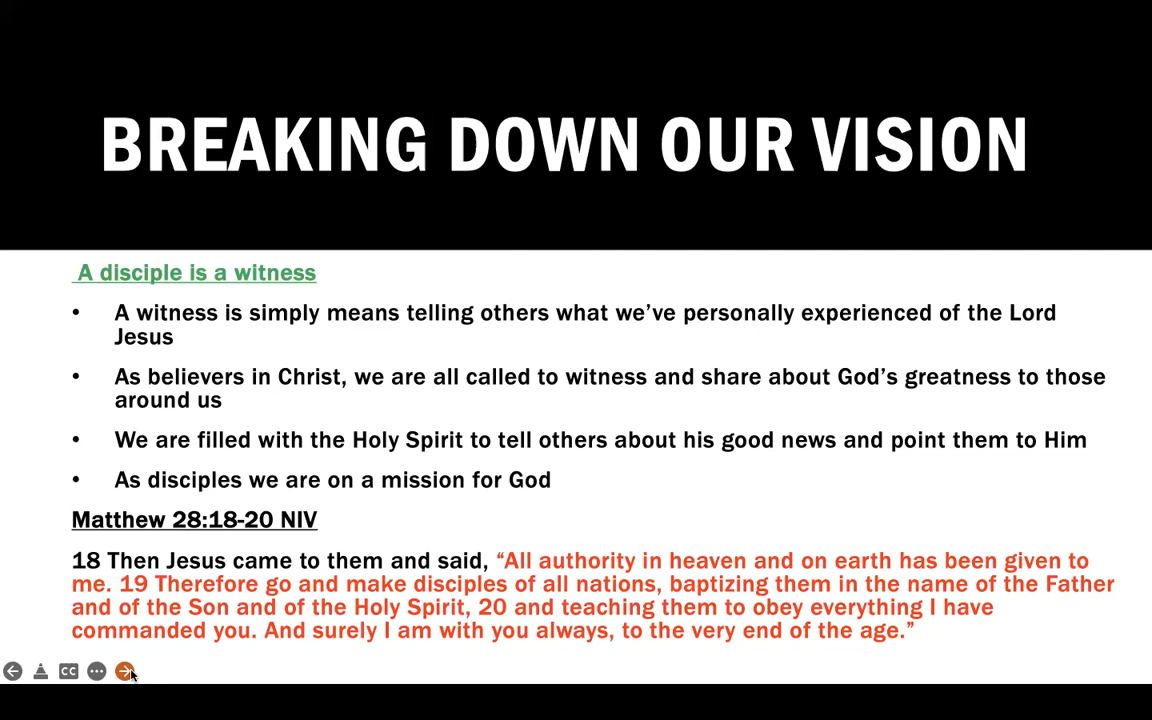 BREAKING DOWN OUR VISION
A disciple is a witness
• A witness is simply means telling others what we’ve personally experienced of the Lord
Jesus
• As believers in Christ, we are all called to witness and share about God’s greatness to those
around us
• We are filled with the Holy Spirit to tell others about his good news and point them to Him
• As disciples we are on a mission for God
Matthew 28:18-20 NIV
18 Then Jesus came to them and said, “All authority in heaven and on earth has been given to
me. 19 Therefore go and make disciples of all nations, baptizing them in the name of the Father
and of the Son and of the Holy Spirit, 20 and teaching them to obey everything I have
commanded you. And surely I am with you always, to the very end of the age.”
CC